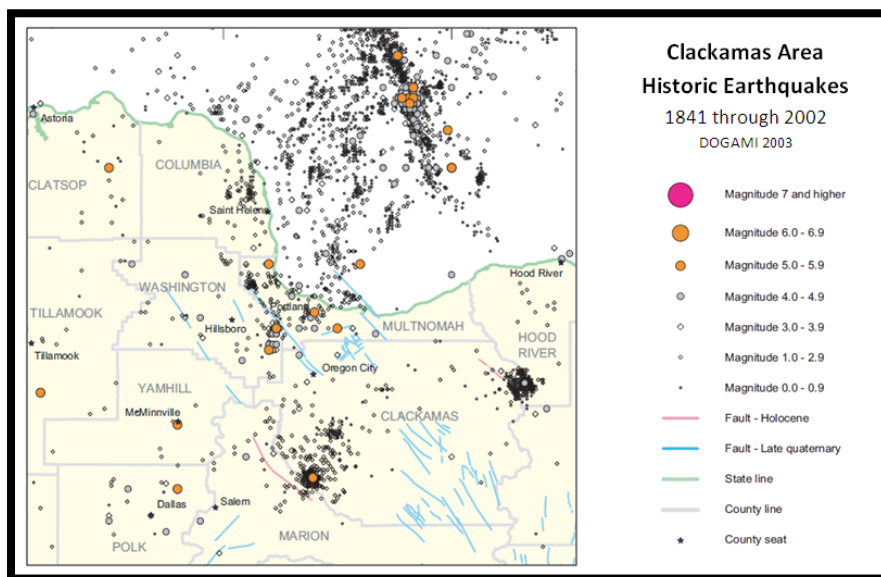 Clackamas Area
Historic Earthquakes
1841 through 2002
DOGAMI 2003
Magnitude 7 and higher
Magnitude 6.0 - 6.9
Magnitude 5.0 - 5.9
Magnitude 4.0 - 4.9
Magnitude 3.0 - 3.9
Magnitude 1.0 - 2.9
Magnitude 0.0 - 0.9
Fault - Holocene
Fault - Late quaternary
State line
County line
County seat
Astoria
COLUMBIA
CLATSOP
Saint Helens
Hood River
WASHINGTON
Portland
TILLAMOOK
Hillsboro
MULTNOMAH
HOOD
RIVER
Tillamook
Oregon City
YAMHILL
McMinnville
CLACKAMAS
Dallas
Salem
MARION
POLK